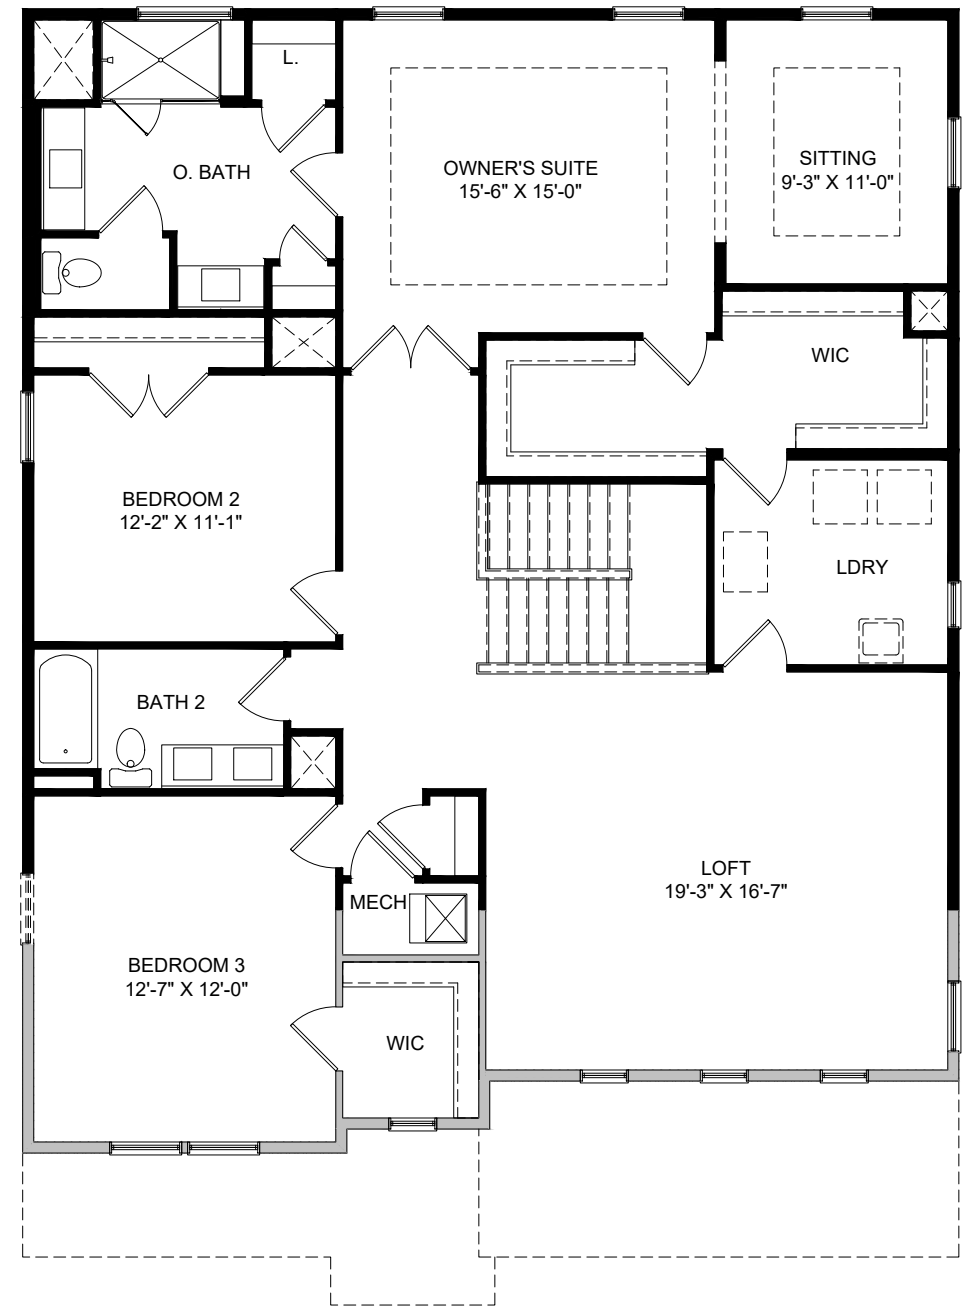 L.
O. BATH
OWNER'S SUITE
15'-6" X 15'-0"
SITTING
9'-3" X 11'-0"
WIC
BEDROOM 2
12'-2" X 11'-1"
LDRY
BATH 2
LOFT
19'-3" X 16'-7"
MECH
BEDROOM 3
12'-7" X 12'-0"
WIC